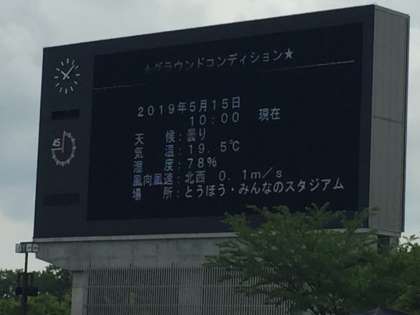 ★グラウンドコンディション★
2019年5月15日
10:00 現在
天 候:曇り
気 温:19.5℃
湿 度:78%
風向風速:北西 0.1m/s
場 所:とうほう・みんなのスタジアム